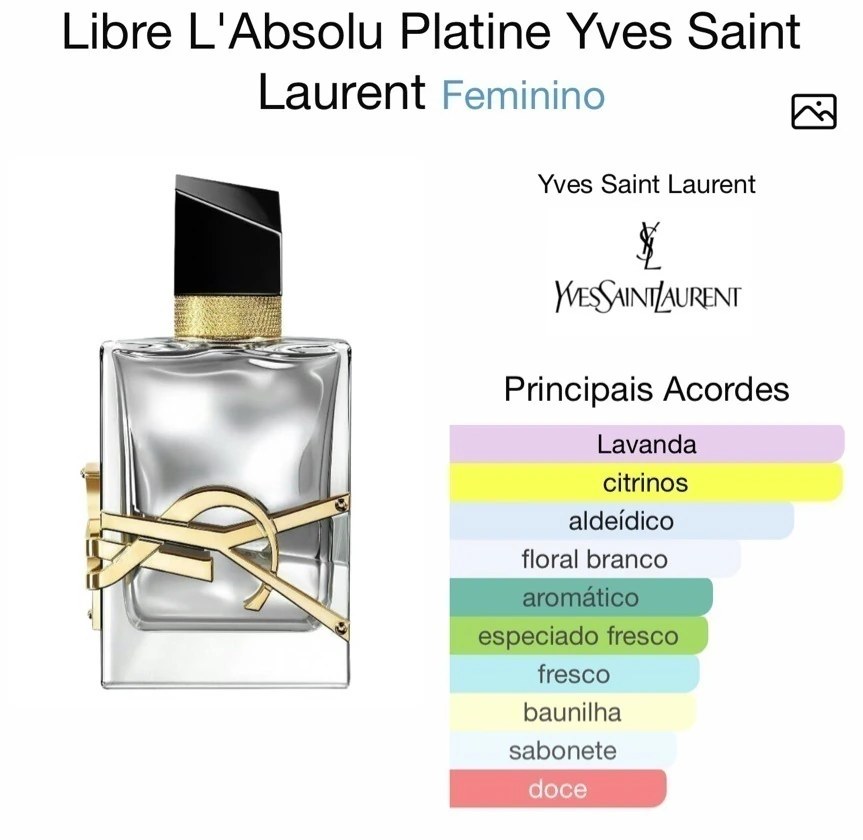 Libre L'Absolu Platine Yves Saint
Laurent Feminino
Yves Saint Laurent
YSL
YVESSAINTLAURENT
Principais Acordes
Lavanda
citrinos
aldeídico
floral branco
aromático
especiado fresco
fresco
baunilha
sabonete
doce